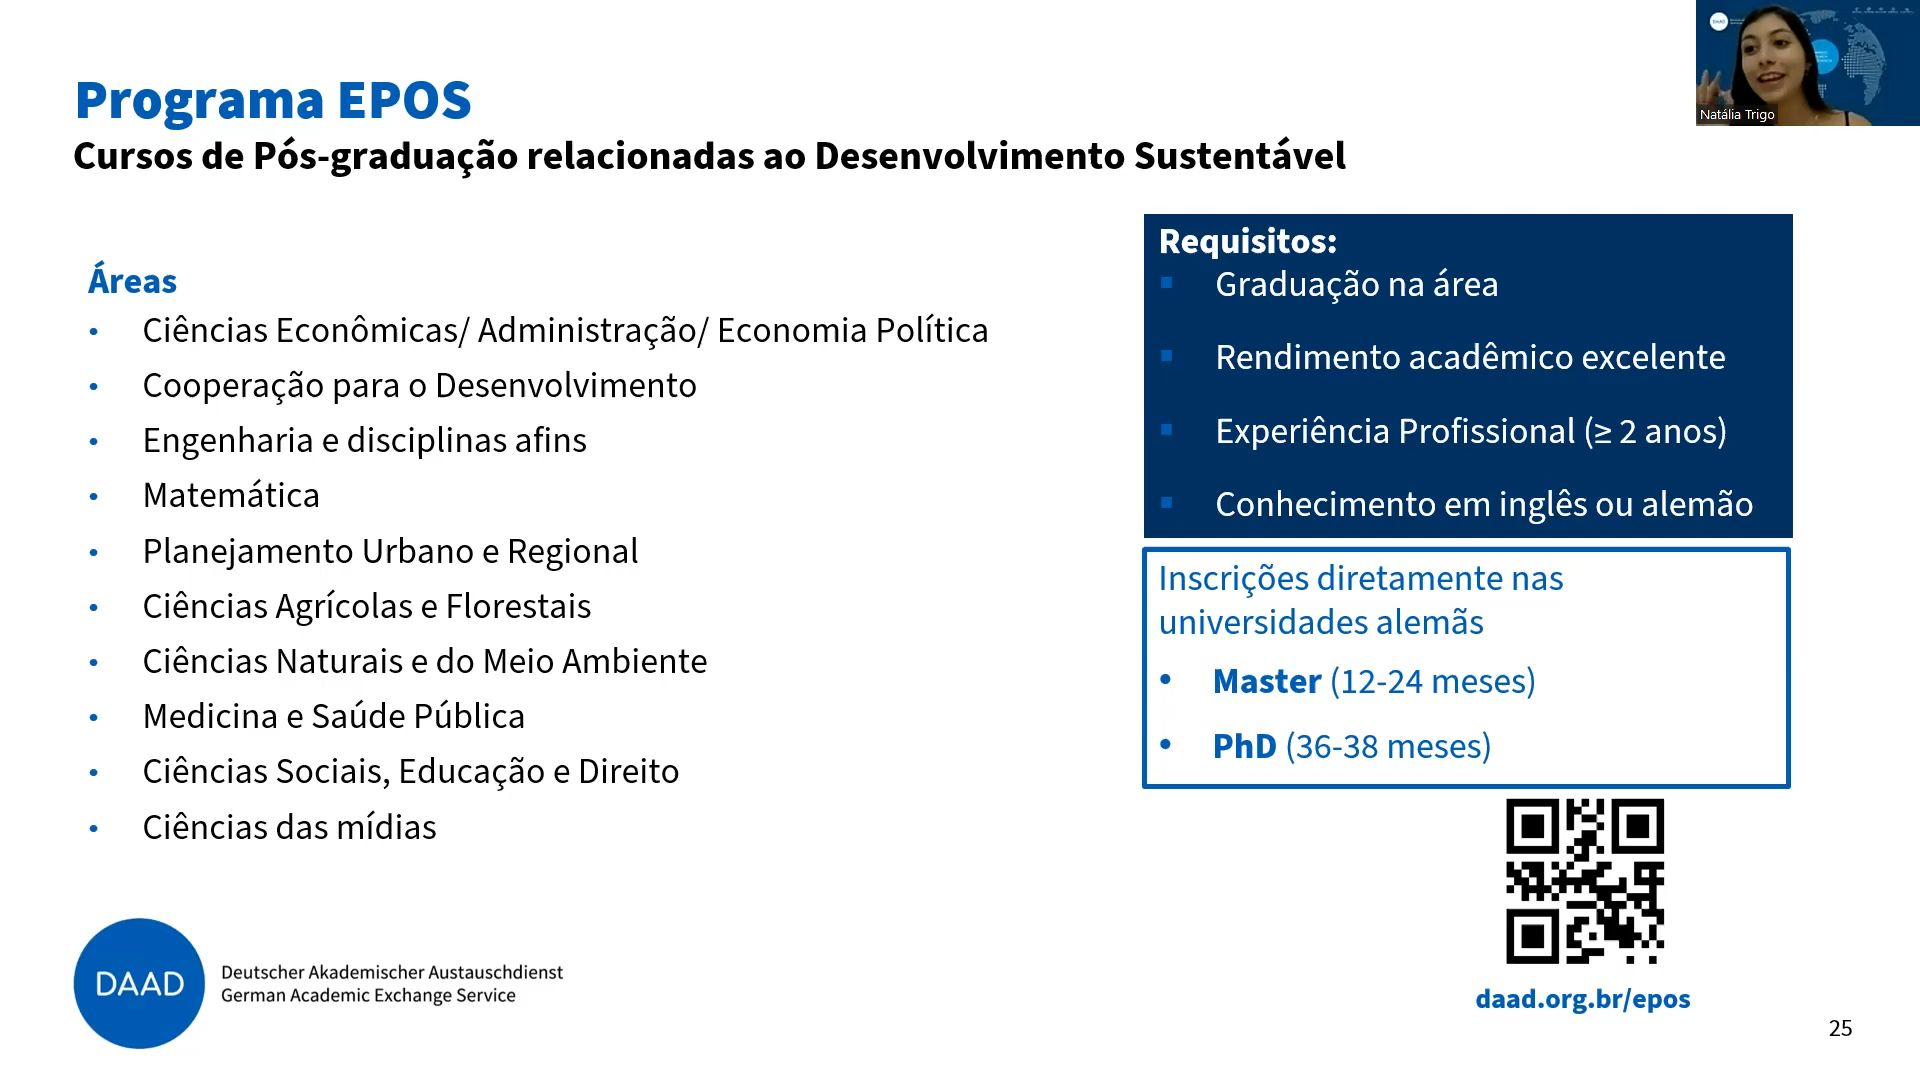 Programa EPOS
Cursos de Pós-graduação relacionadas ao Desenvolvimento Sustentável
Natália Trigo
Áreas
• Ciências Econômicas/ Administração/ Economia Política
• Cooperação para o Desenvolvimento
• Engenharia e disciplinas afins
• Matemática
• Planejamento Urbano e Regional
• Ciências Agrícolas e Florestais
• Ciências Naturais e do Meio Ambiente
• Medicina e Saúde Pública
• Ciências Sociais, Educação e Direito
• Ciências das mídias
Requisitos:
▪ Graduação na área
▪ Rendimento acadêmico excelente
▪ Experiência Profissional (≥ 2 anos)
▪ Conhecimento em inglês ou alemão
Inscrições diretamente nas
universidades alemãs
• Master (12-24 meses)
• PhD (36-38 meses)
daad.org.br/epos
DAAD
Deutscher Akademischer Austauschdienst
German Academic Exchange Service
25